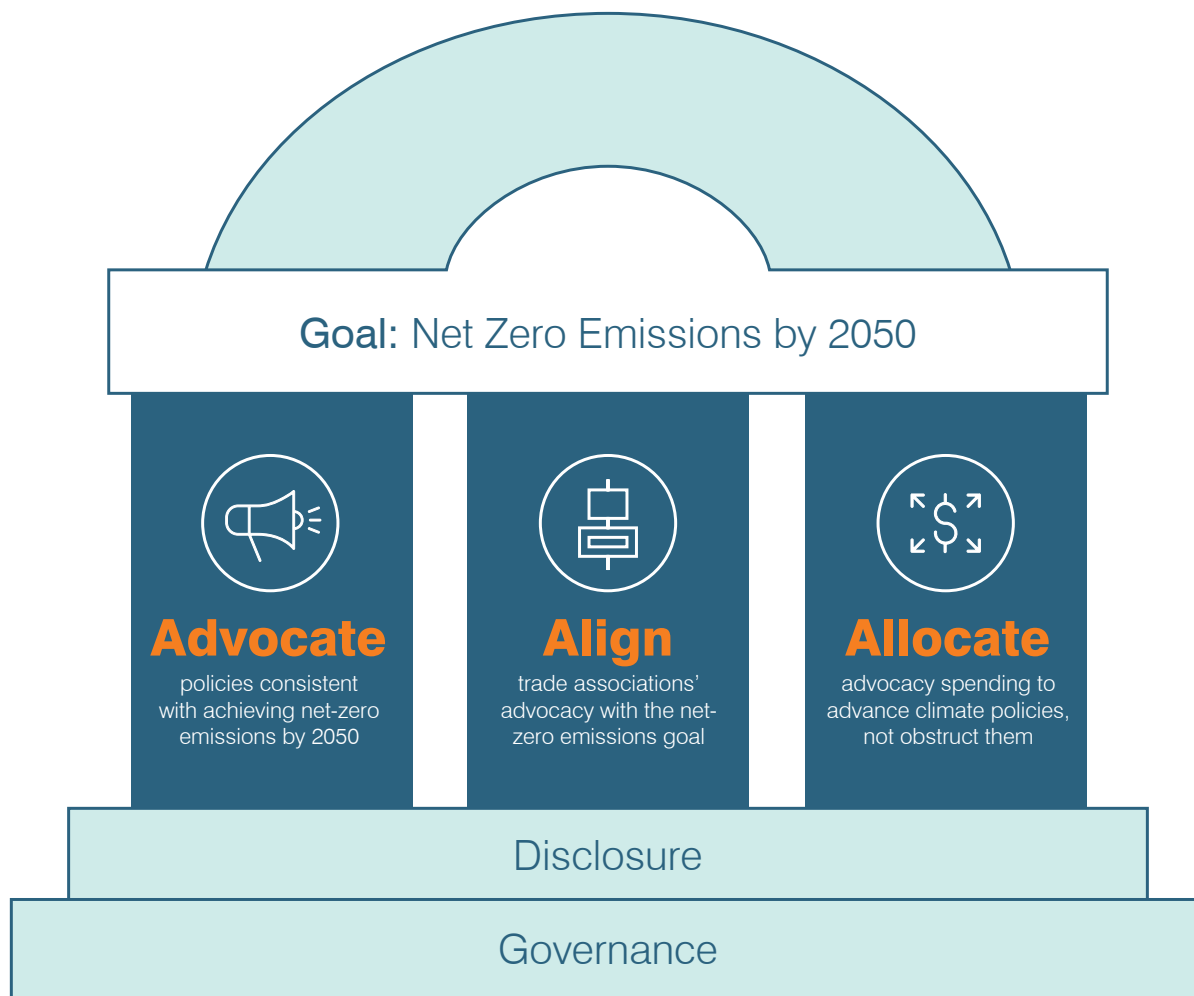 Goal: Net Zero Emissions by 2050
Advocate
policies consistent
with achieving net-zero
emissions by 2050
Align
trade associations’
advocacy with the net-
zero emissions goal
Allocate
advocacy spending to
advance climate policies,
not obstruct them
Disclosure
Governance